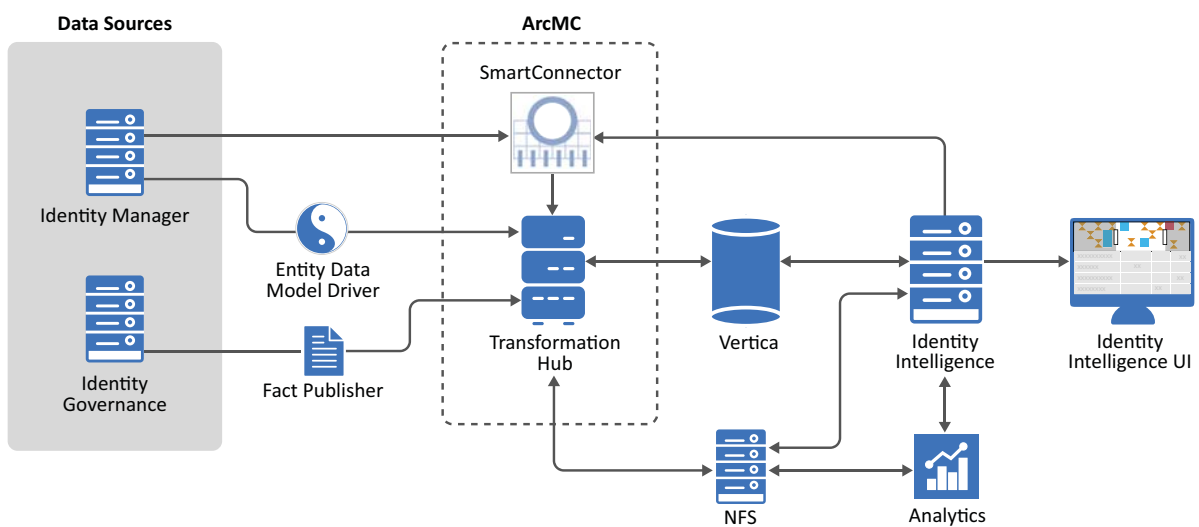 Data Sources
ArcMC
SmartConnector
Identity Manager
Entity Data
Model Driver
Identity
Governance
Fact Publisher
Transformation
Hub
Vertica
Identity
Intelligence
Identity
Intelligence UI
NFS
Analytics